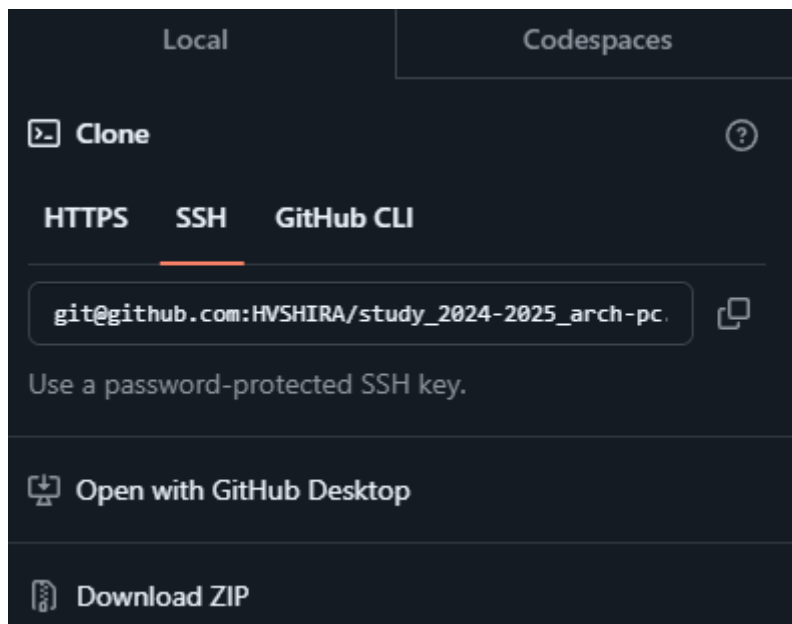 Local
Codespaces
Clone
HTTPS SSH GitHub CLI
git@github.com:HVSHIRA/study_2024-2025_arch-pc.
Use a password-protected SSH key.
Open with GitHub Desktop
Download ZIP